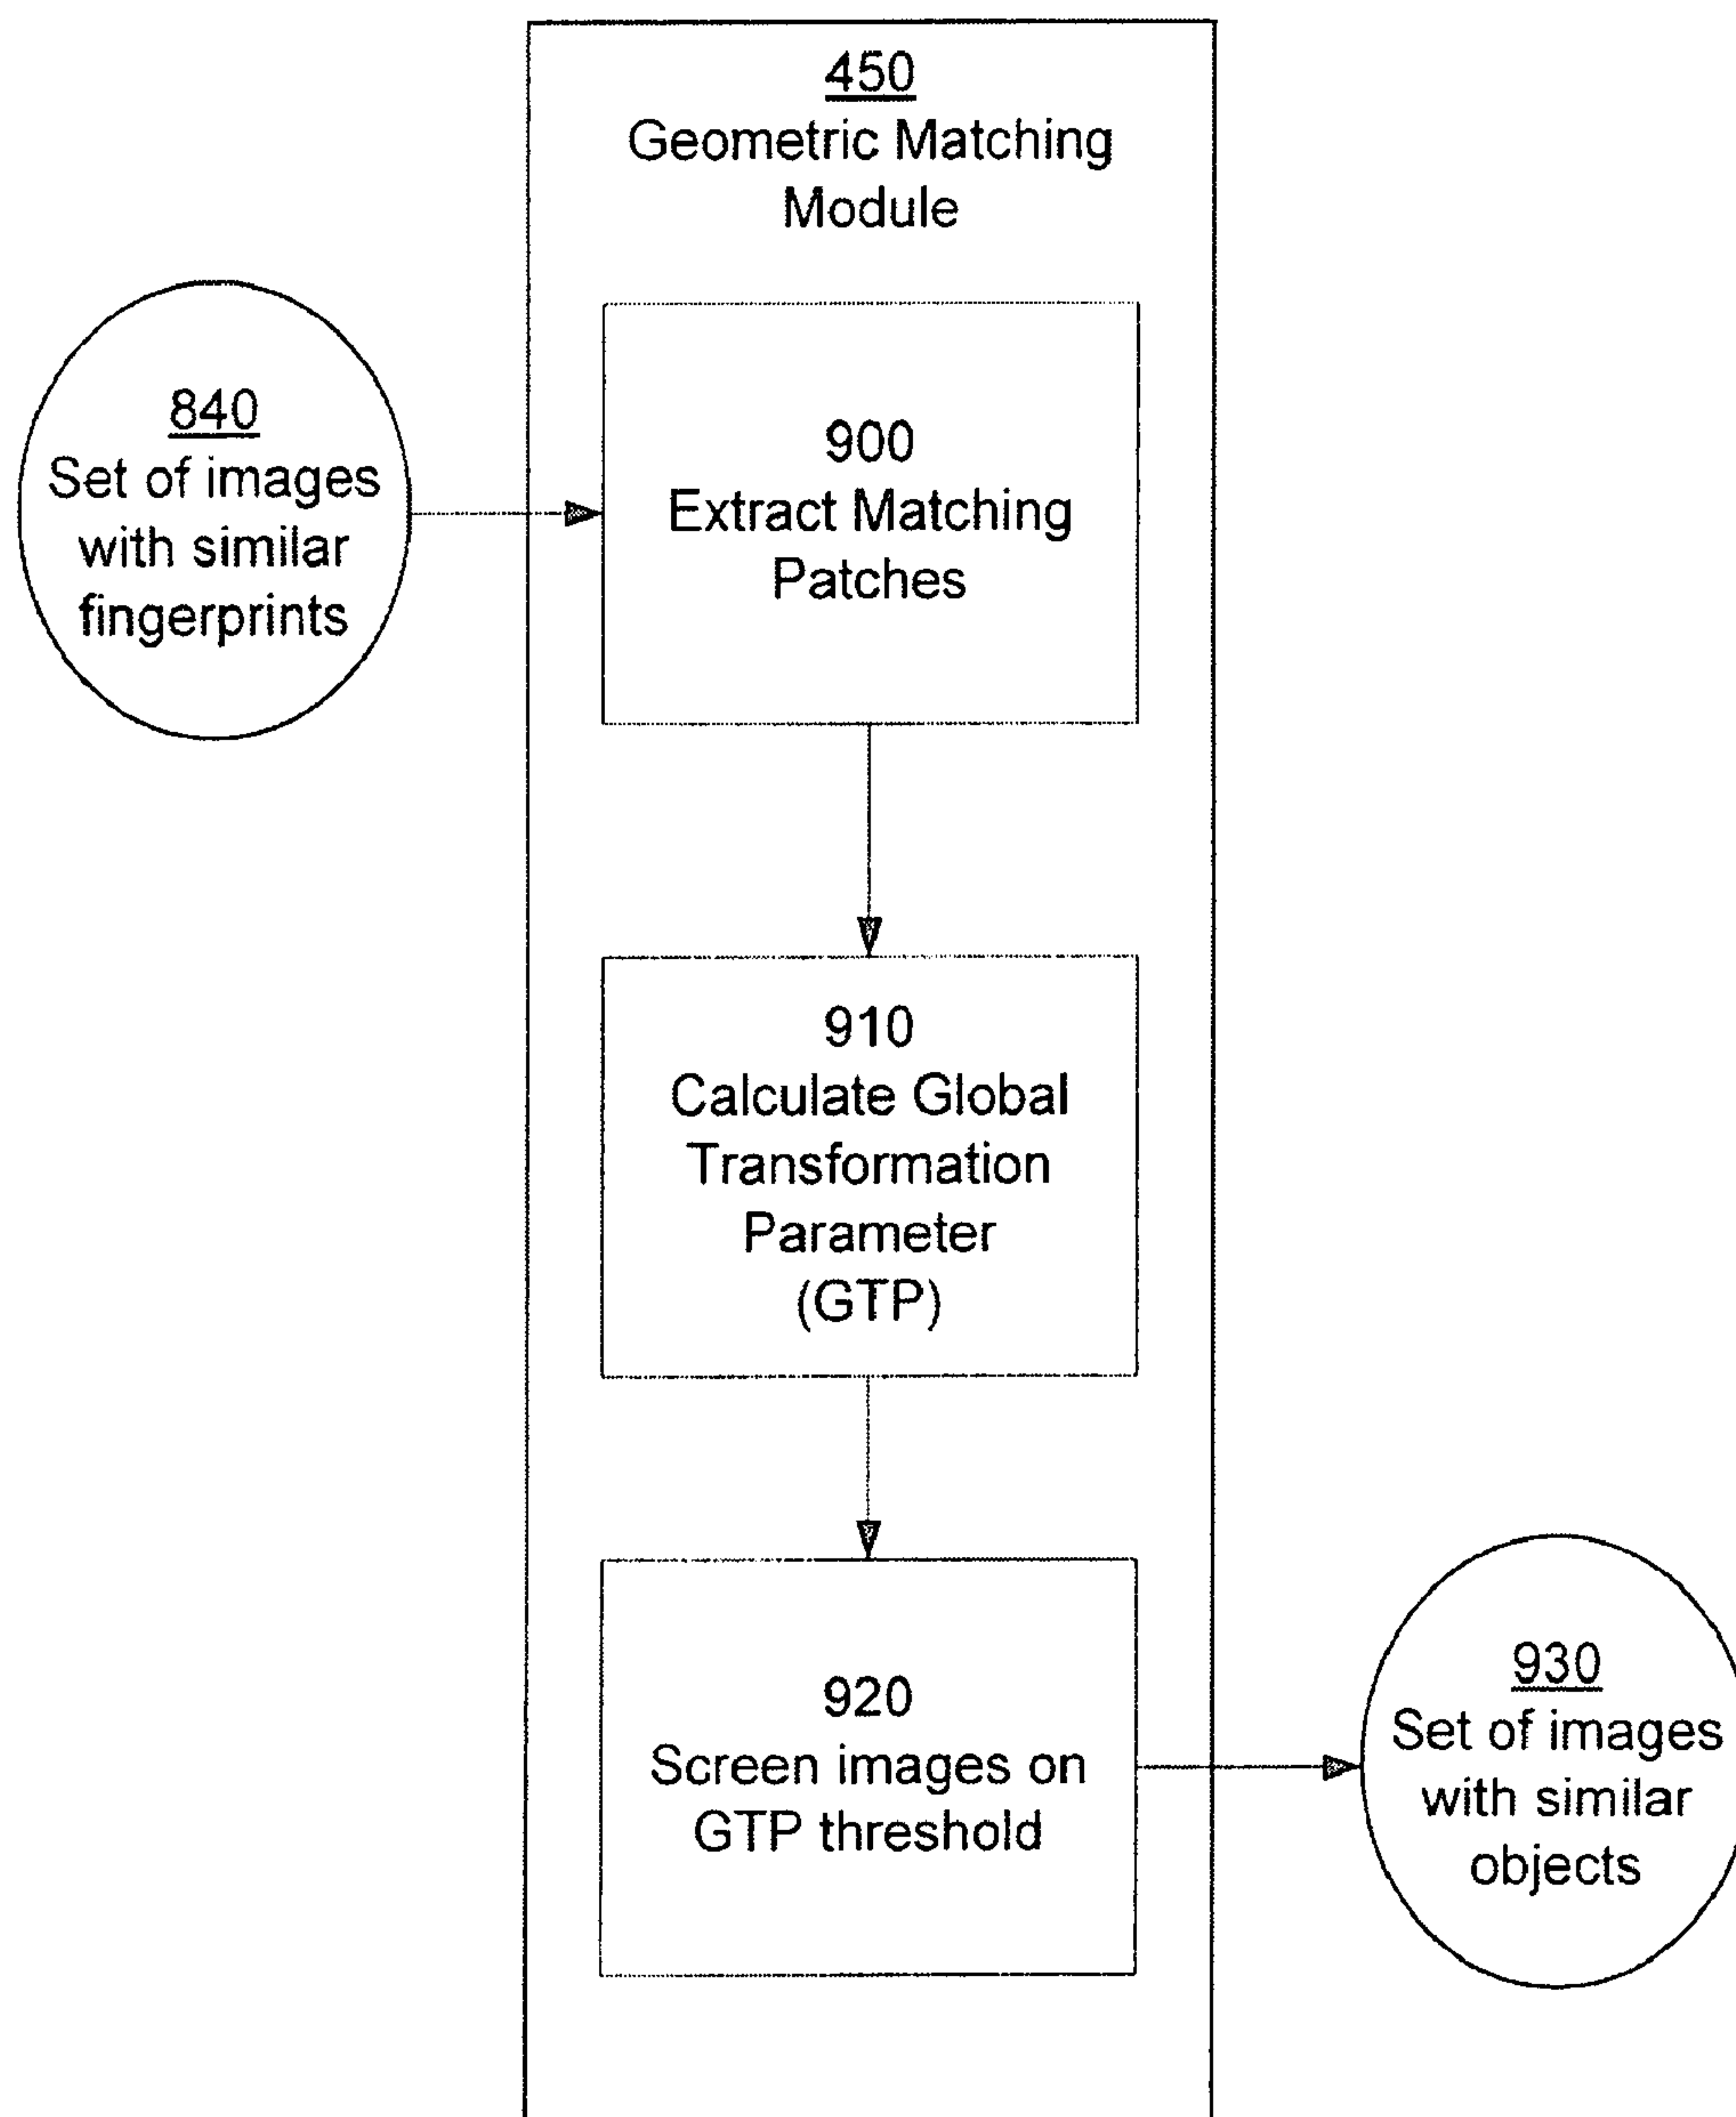 450
Geometric Matching
Module
840
Set of images
with similar
fingerprints
900
Extract Matching
Patches
910
Calculate Global
Transformation
Parameter
(GTP)
920
Screen images on
GTP threshold
930
Set of images
with similar
objects